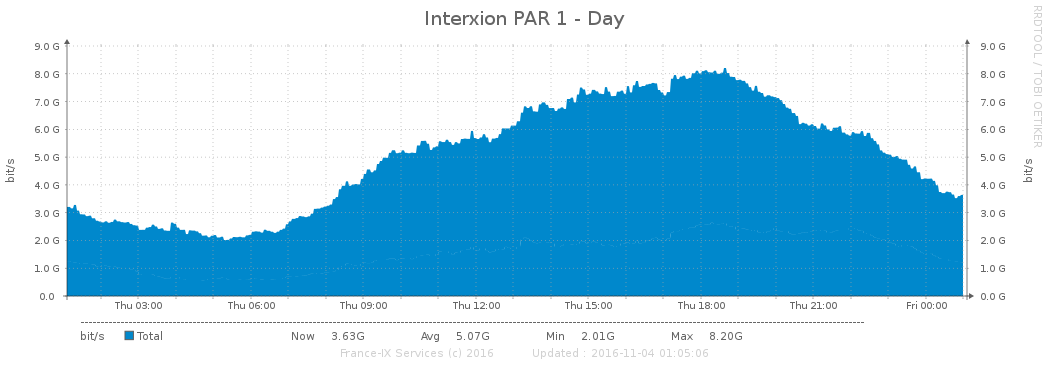 Interxion PAR 1 - Day
RRDTOOL / TOBI OETIKER
9.0 G 9.0 G
8.0 G 8.0 G
7.0 G 7.0 G
6.0 G 6.0 G
5.0 G 5.0 G
4.0 G 4.0 G
3.0 G 3.0 G
2.0 G 2.0 G
1.0 G 1.0 G
0.0 0.0 G
bit/s
bit/s
Thu 03:00 Thu 06:00 Thu 09:00 Thu 12:00 Thu 15:00 Thu 18:00 Thu 21:00 Fri 00:00
bit/s Total Now 3.63G Avg 5.07G Min 2.01G Max 8.20G
France-IX Services (c) 2016 Updated : 2016-11-04 01:05:06